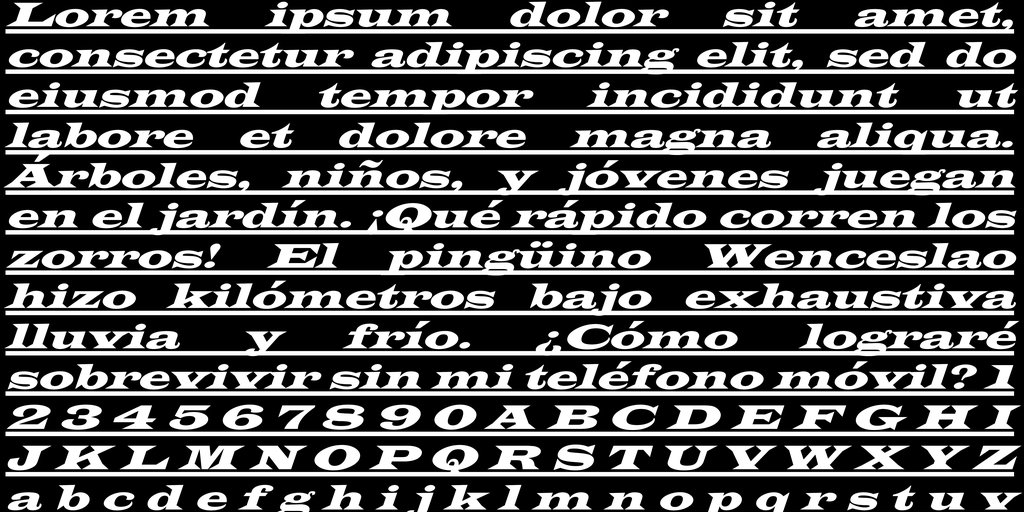 Lorem ipsum dolor sit amet,
consectetur adipiscing elit, sed do
eiusmod tempor incididunt ut
labore et dolore magna aliqua.
Árboles, niños, y jóvenes juegan
en el jardín. ¡Qué rápido corren los
zorros! El pingüino Wenceslao
hizo kilómetros bajo exhaustiva
lluvia y frío. ¿Cómo lograré
sobrevivir sin mi teléfono móvil? 1
2 3 4 5 6 7 8 9 0 A B C D E F G H I
J K L M N O P Q R S T U V W X Y Z
a b c d e f g h i j k l m n o p q r s t u v